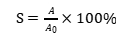 S = A/A₀ × 100%